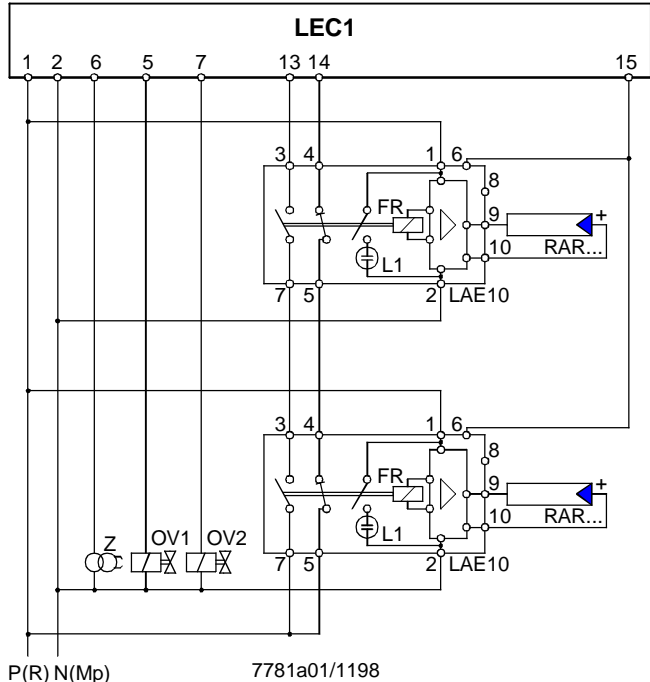 LEC1
1 2 6 5 7 13 14 15
3 4 1 6
8
FR 9 +
10 RAR...
L1
7 5 2 LAE10
3 4 1 6
8
FR 9 +
10 RAR...
L1
Z OV1 OV2
7 5 2 LAE10
P(R) N(Mp) 7781a01/1198